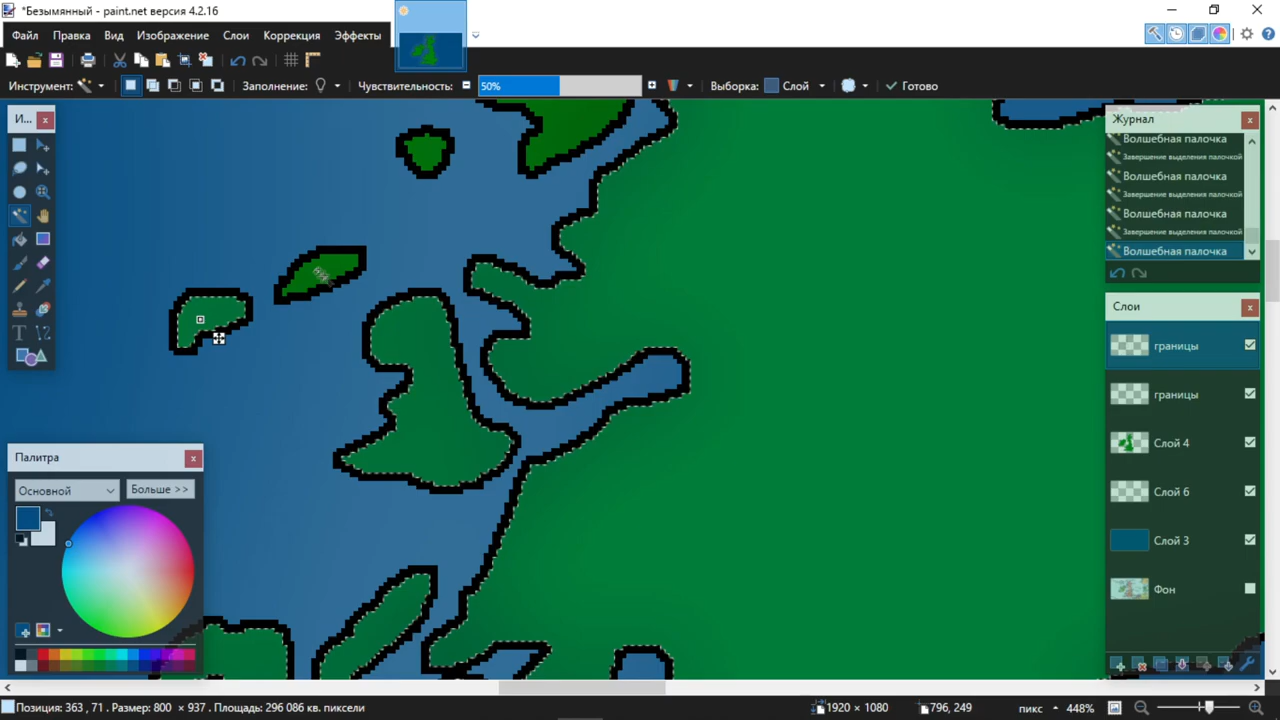 *Безымянный - paint.net версия 4.2.16
Файл Правка Вид Изображение Слои Коррекция Эффекты
Инструмент: Заполнение: Чувствительность: 50% Выборка: Слой Готово
И...
Журнал
Волшебная палочка
Завершение выделения палочкой
Волшебная палочка
Завершение выделения палочкой
Волшебная палочка
Завершение выделения палочкой
Волшебная палочка
Слои
границы
границы
Слой 4
Слой 6
Слой 3
Фон
Палитра
Основной Больше >>
Позиция: 363 , 71. Размер: 800 × 937. Площадь: 296 086 кв. пиксели 1920 × 1080 796, 249 пикс 448%